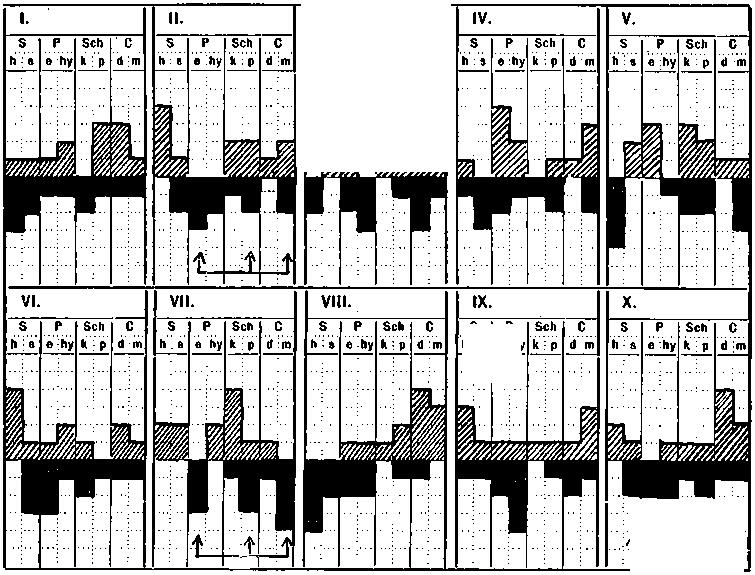 I. II. IV. V.
S P Sch C S P Sch C S P Sch C S P Sch C
h s e hy k p d m h s e hy k p d m h s e hy k p d m h s e hy k p d m
VI. VII. VIII. IX. X.
S P Sch C S P Sch C S P Sch C Sch C S P Sch C
h s e hy k p d m h s e hy k p d m h s e hy k p d m y k p d m h s e hy k p d m